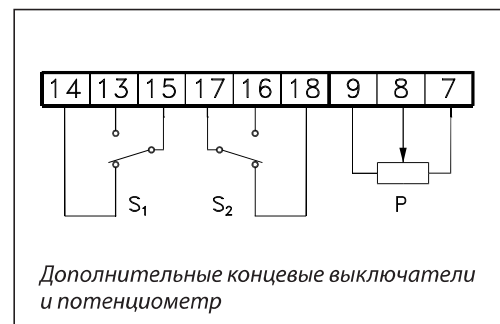 14 13 15 17 16 18 9 8 7
S₁ S₂ P
Дополнительные концевые выключатели
и потенциометр